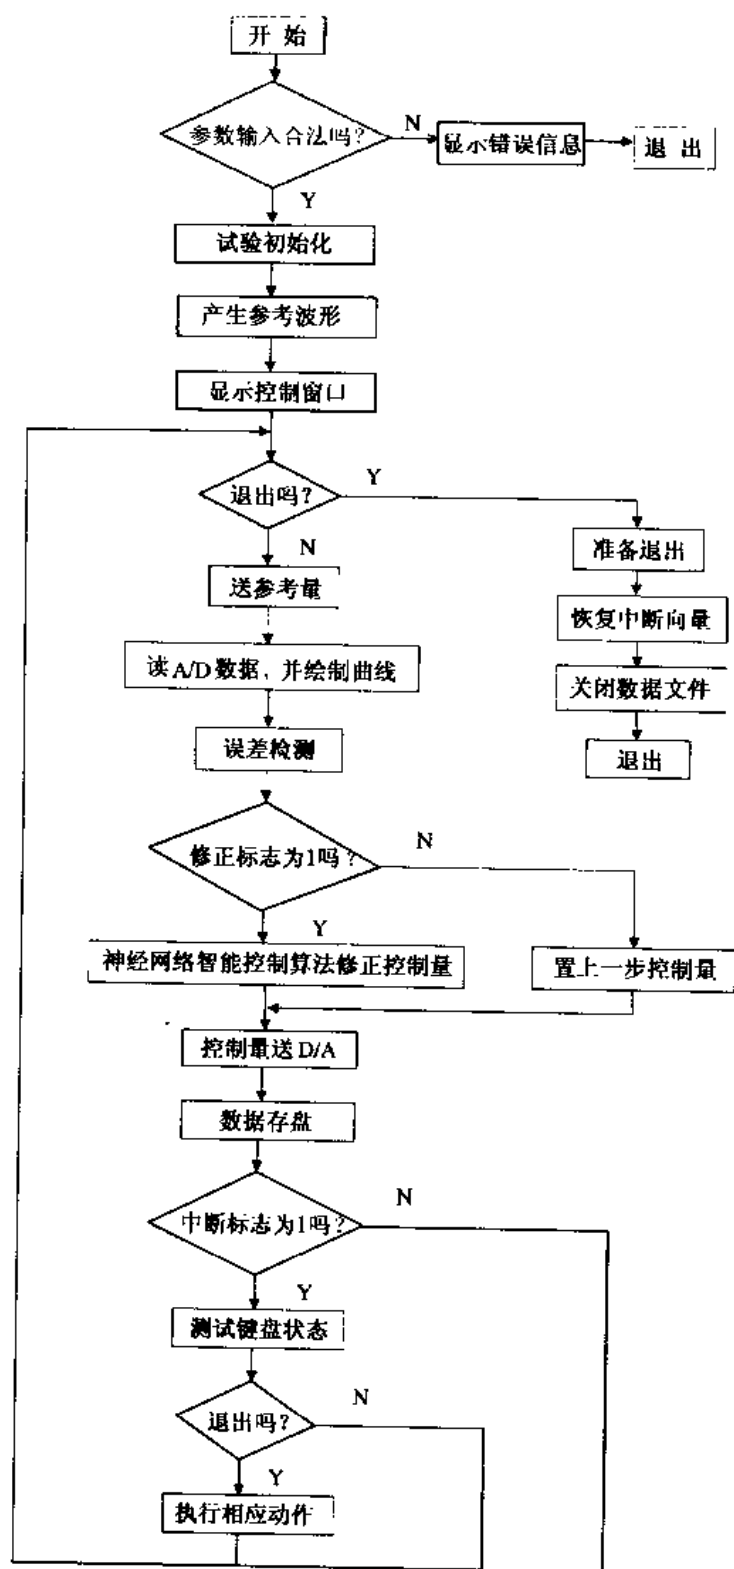 开 始
参数输入合法吗?
N
显示错误信息
退 出
Y
试验初始化
产生参考波形
显示控制窗口
退出吗?
Y
N
准备退出
送参考量
恢复中断向量
读A/D数据，并绘制曲线
关闭数据文件
误差检测
退出
修正标志为1吗?
N
Y
神经网络智能控制算法修正控制量
置上一步控制量
控制量送D/A
数据存盘
中断标志为1吗?
N
Y
测试键盘状态
退出吗?
N
Y
执行相应动作